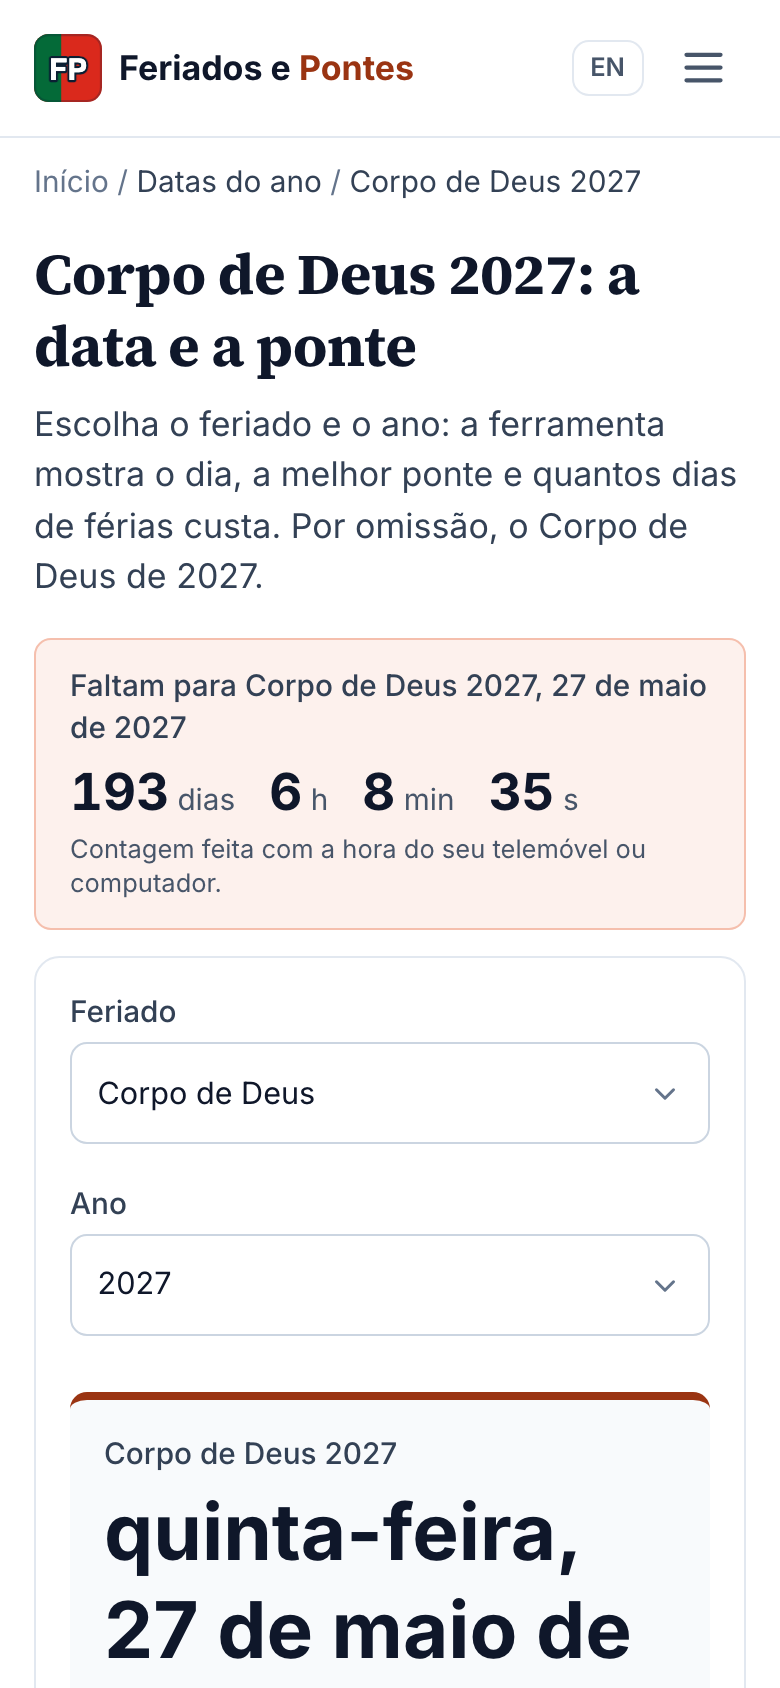 FP Feriados e Pontes EN
Início / Datas do ano / Corpo de Deus 2027
Corpo de Deus 2027: a
data e a ponte
Escolha o feriado e o ano: a ferramenta
mostra o dia, a melhor ponte e quantos dias
de férias custa. Por omissão, o Corpo de
Deus de 2027.
Faltam para Corpo de Deus 2027, 27 de maio
de 2027
193 dias 6 h 8 min 35 s
Contagem feita com a hora do seu telemóvel ou
computador.
Feriado
Corpo de Deus
Ano
2027
Corpo de Deus 2027
quinta-feira,
27 de maio de